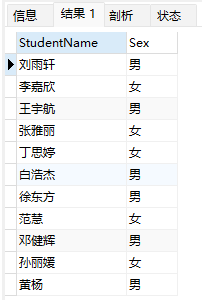 信息 结果 1 剖析 状态
StudentName Sex
刘雨轩 男
李嘉欣 女
王宇航 男
张雅丽 女
丁思婷 女
白浩杰 男
徐东方 男
范慧 女
邓健辉 男
孙丽媛 女
黄杨 男